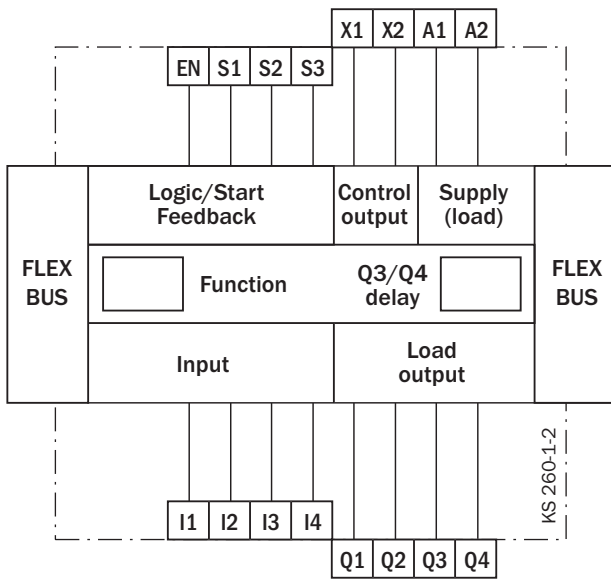 X1 X2 A1 A2
EN S1 S2 S3
Logic/Start
Feedback
Control
output
Supply
(load)
FLEX
BUS
Function
Q3/Q4
delay
FLEX
BUS
Input
Load
output
KS 260-1-2
I1 I2 I3 I4
Q1 Q2 Q3 Q4